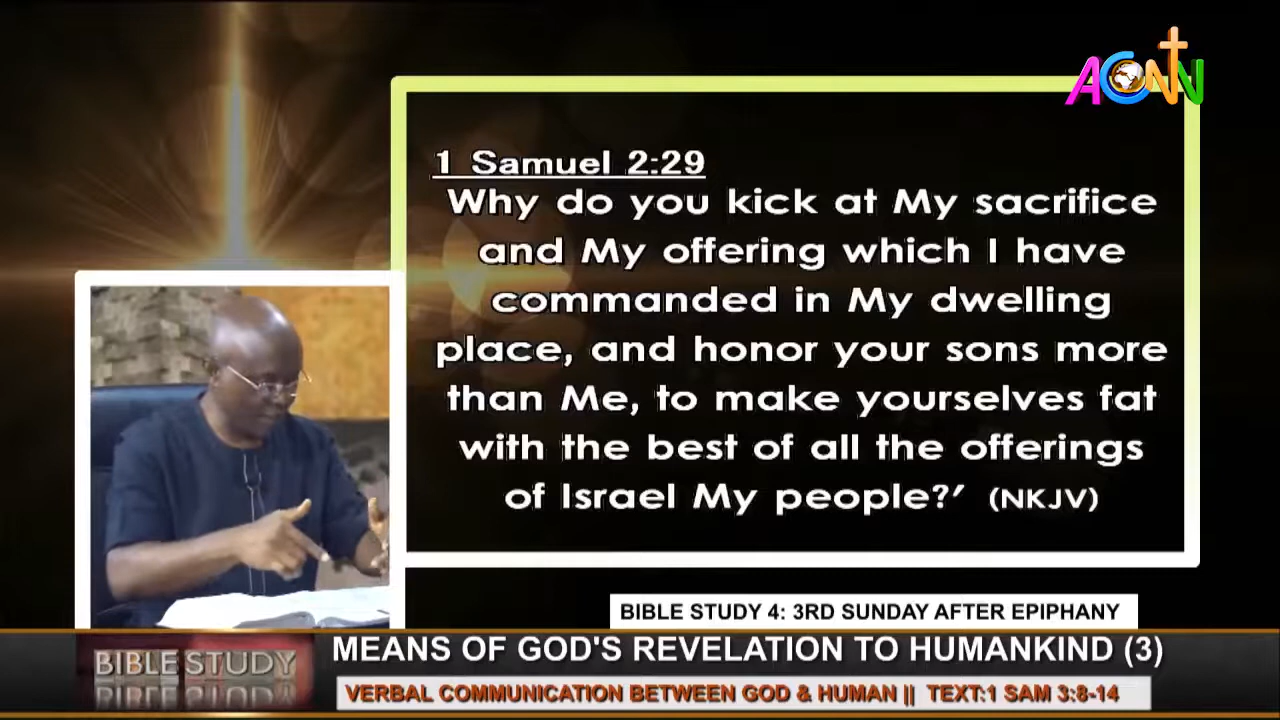 ACNN
1 Samuel 2:29
Why do you kick at My sacrifice
and My offering which I have
commanded in My dwelling
place, and honor your sons more
than Me, to make yourselves fat
with the best of all the offerings
of Israel My people?’ (NKJV)
BIBLE STUDY 4: 3RD SUNDAY AFTER EPIPHANY
BIBLE STUDY
MEANS OF GOD'S REVELATION TO HUMANKIND (3)
VERBAL COMMUNICATION BETWEEN GOD & HUMAN || TEXT:1 SAM 3:8-14